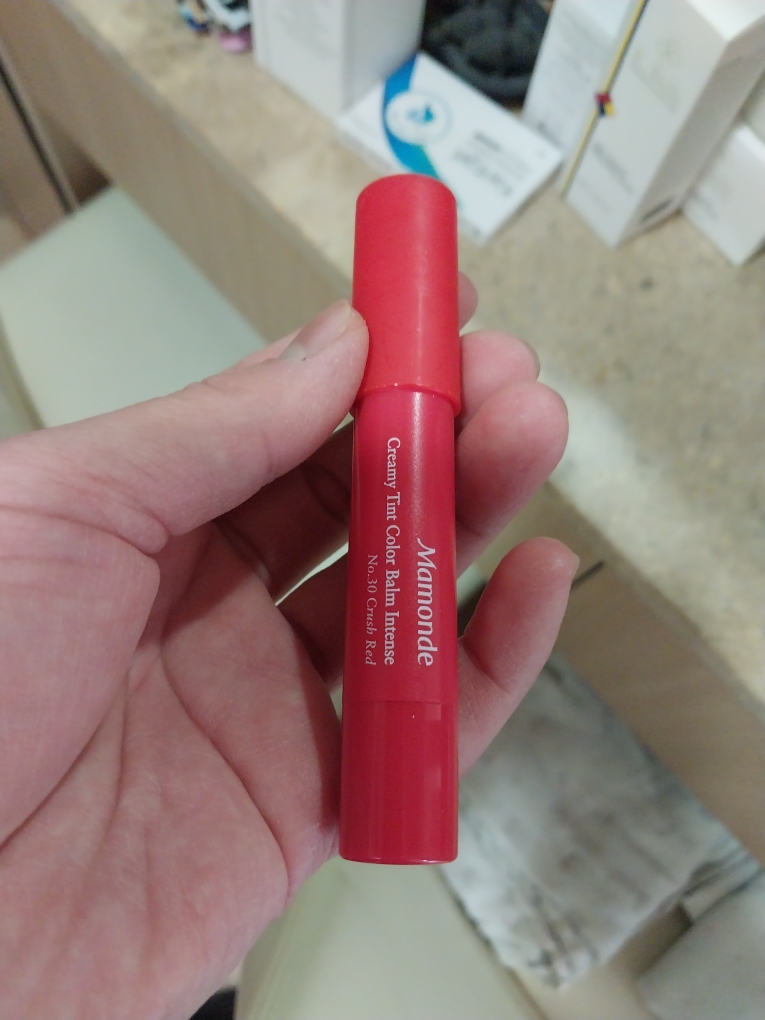 Mamonde
Creamy Tint Color Balm Intense
No.30 Crush Red